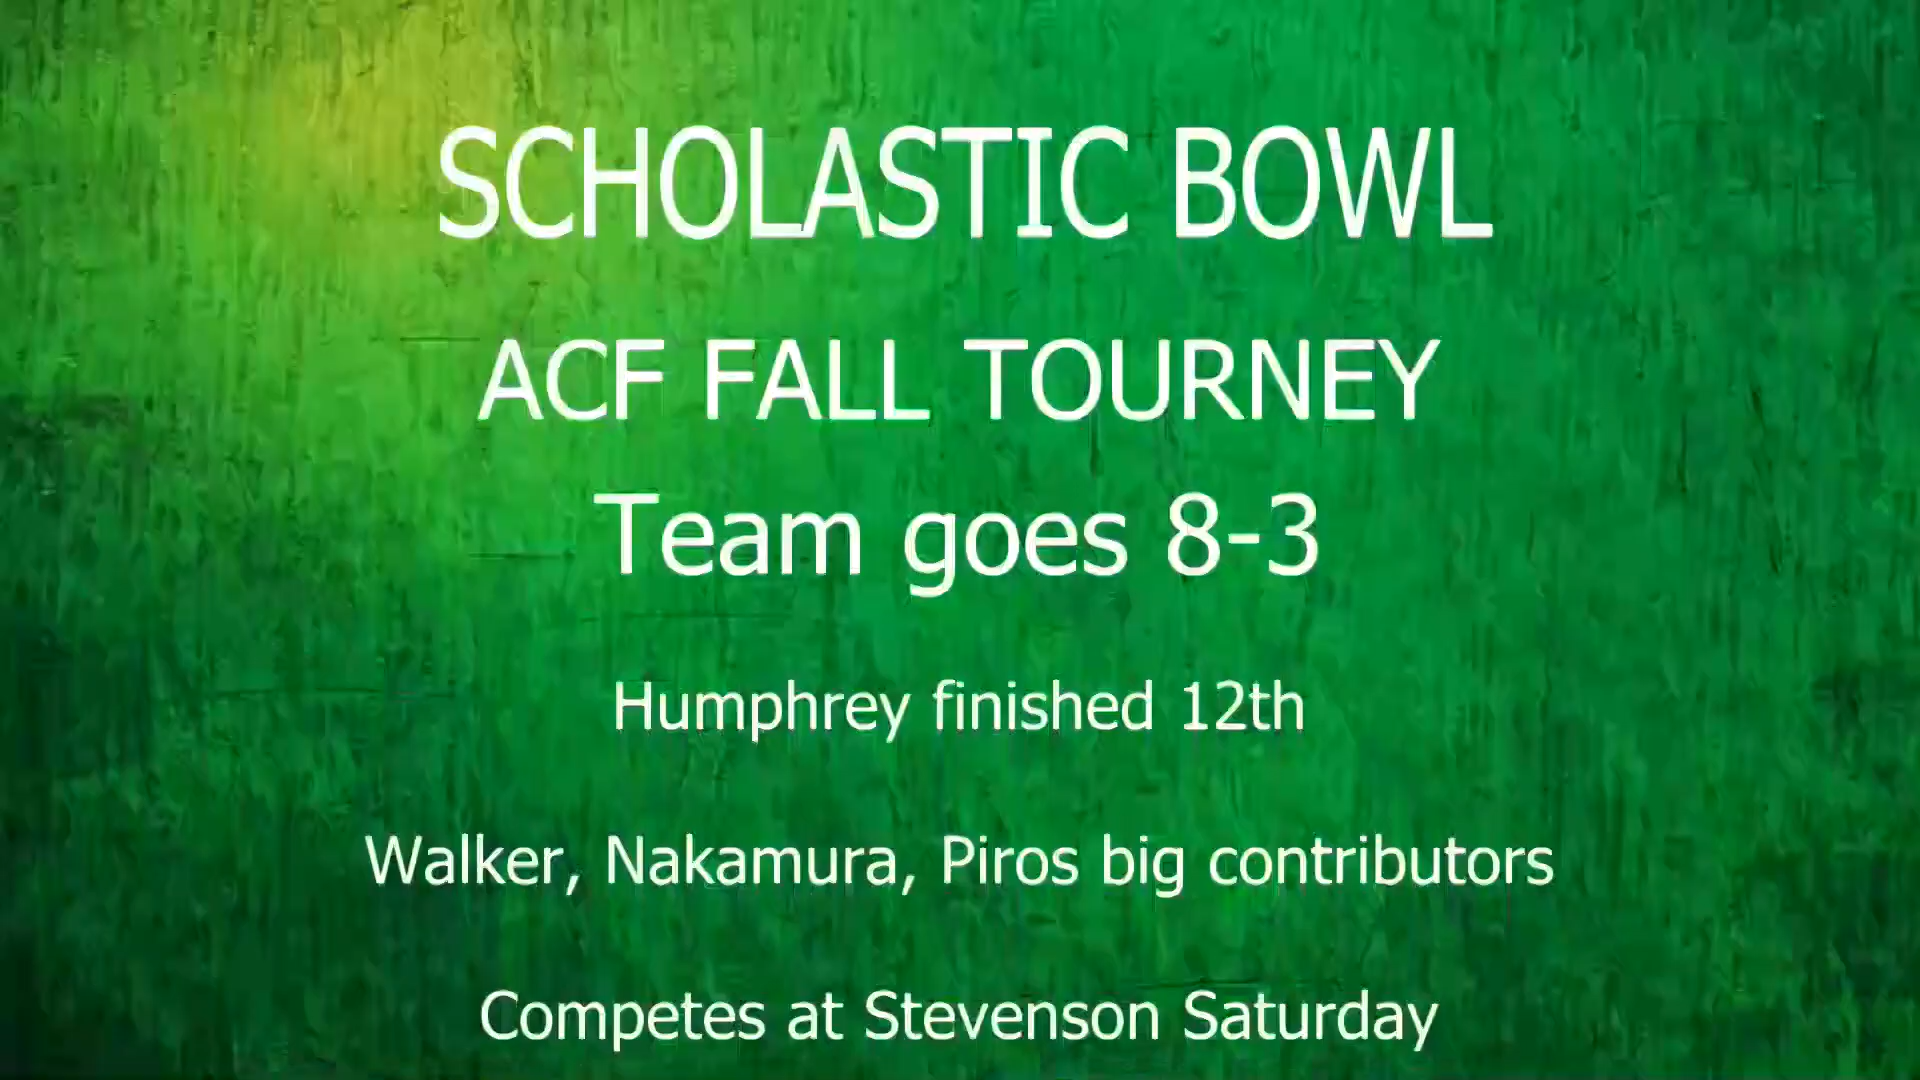 SCHOLASTIC BOWL
ACF FALL TOURNEY
Team goes 8-3
Humphrey finished 12th
Walker, Nakamura, Piros big contributors
Competes at Stevenson Saturday